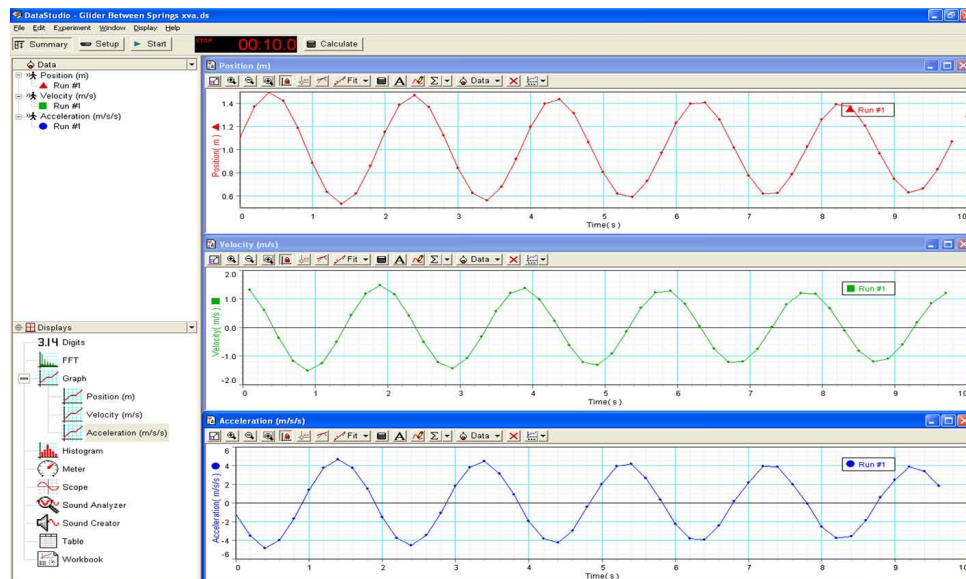 DataStudio - Glider Between Springs xva.ds
File Edit Experiment Window Display Help
Summary Setup Start STOP 00:10.0 Calculate
Data
Position (m)
Run #1
Velocity (m/s)
Run #1
Acceleration (m/s/s)
Run #1
Displays
3.14 Digits
FFT
Graph
Position (m)
Velocity (m/s)
Acceleration (m/s/s)
Histogram
Meter
Scope
Sound Analyzer
Sound Creator
Table
Workbook
Position (m)
Fit A Σ Data
Run #1
Position( m )
1.4
1.2
1.0
0.8
0.6
0 1 2 3 4 5 6 7 8 9 10
Time( s )
Velocity (m/s)
Fit A Σ Data
Run #1
Velocity( m/s )
2.0
1.0
0.0
-1.0
-2.0
0 1 2 3 4 5 6 7 8 9 10
Time( s )
Acceleration (m/s/s)
Fit A Σ Data
Run #1
Acceleration( m/s/s )
4
2
0
-2
-4
-6
0 1 2 3 4 5 6 7 8 9 10
Time( s )